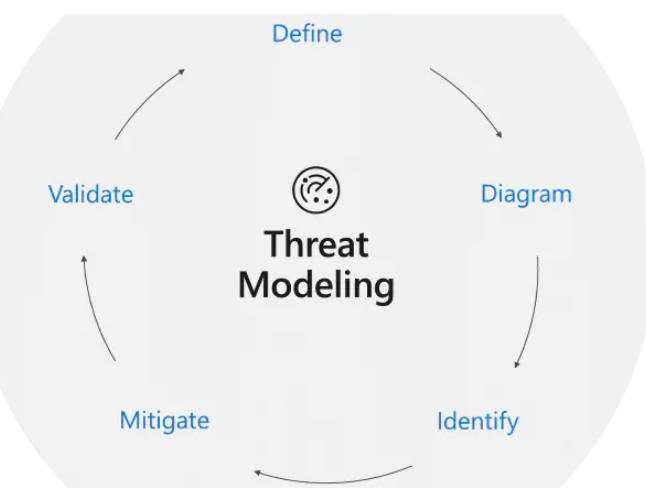 Define
Validate
Diagram
Threat
Modeling
Mitigate
Identify